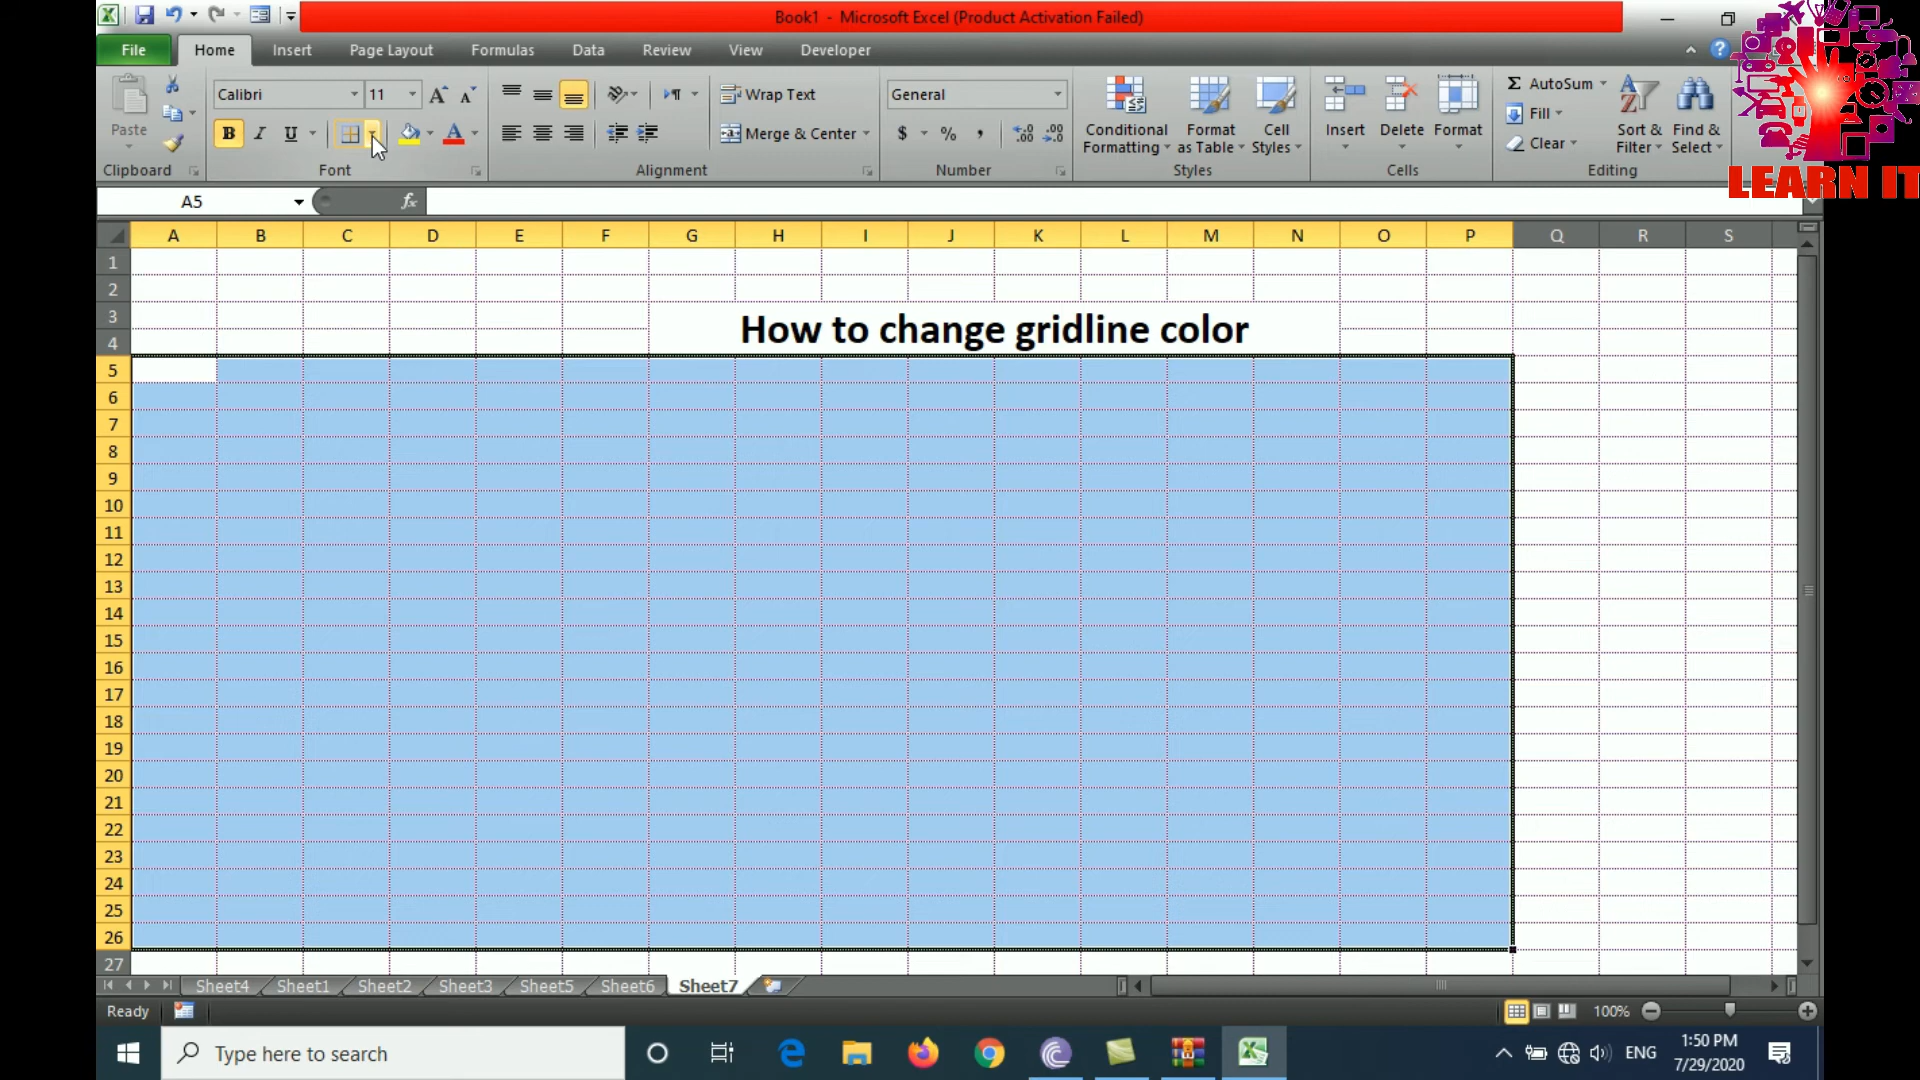 Book1 - Microsoft Excel (Product Activation Failed)
File Home Insert Page Layout Formulas Data Review View Developer
Paste
Calibri 11
B I U A
Wrap Text
Merge & Center
General
$ % ,
Conditional Formatting
Format as Table
Cell Styles
Insert Delete Format
Σ AutoSum
Fill
Clear
Sort & Filter
Find & Select
Clipboard Font Alignment Number Styles Cells Editing
LEARN IT
A5 fx
A B C D E F G H I J K L M N O P Q R S
1
2
3
How to change gridline color
4
5
6
7
8
9
10
11
12
13
14
15
16
17
18
19
20
21
22
23
24
25
26
27
Sheet4 Sheet1 Sheet2 Sheet3 Sheet5 Sheet6 Sheet7
Ready 100%
Type here to search
ENG
1:50 PM
7/29/2020